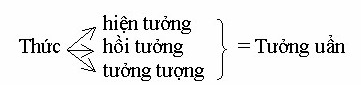 hiện tưởng
Thức hồi tưởng = Tưởng uẩn
tưởng tượng